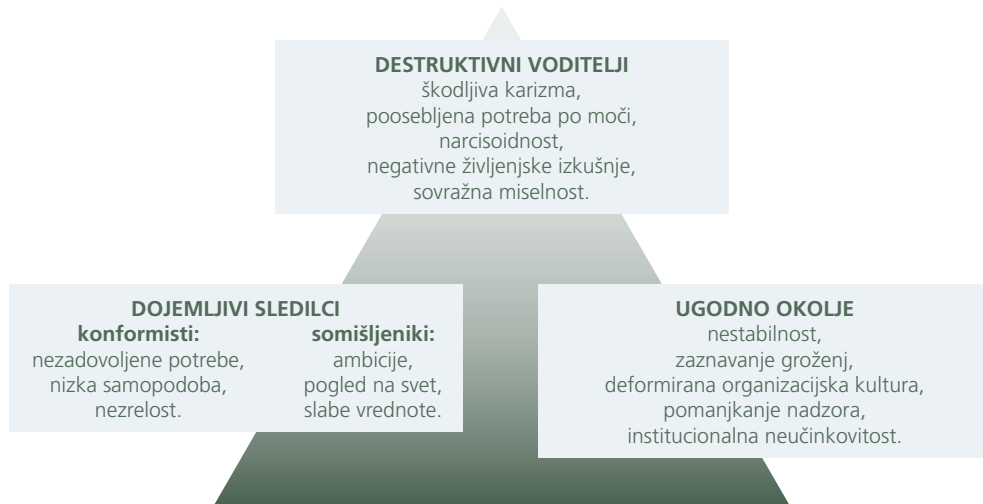 DESTRUKTIVNI VODITELJI
škodljiva karizma,
poosebljena potreba po moči,
narcisoidnost,
negativne življenjske izkušnje,
sovražna miselnost.
DOJEMLJIVI SLEDILCI
konformisti:
nezadovoljene potrebe,
nizka samopodoba,
nezrelost.
somišljeniki:
ambicije,
pogled na svet,
slabe vrednote.
UGODNO OKOLJE
nestabilnost,
zaznavanje groženj,
deformirana organizacijska kultura,
pomanjkanje nadzora,
institucionalna neučinkovitost.